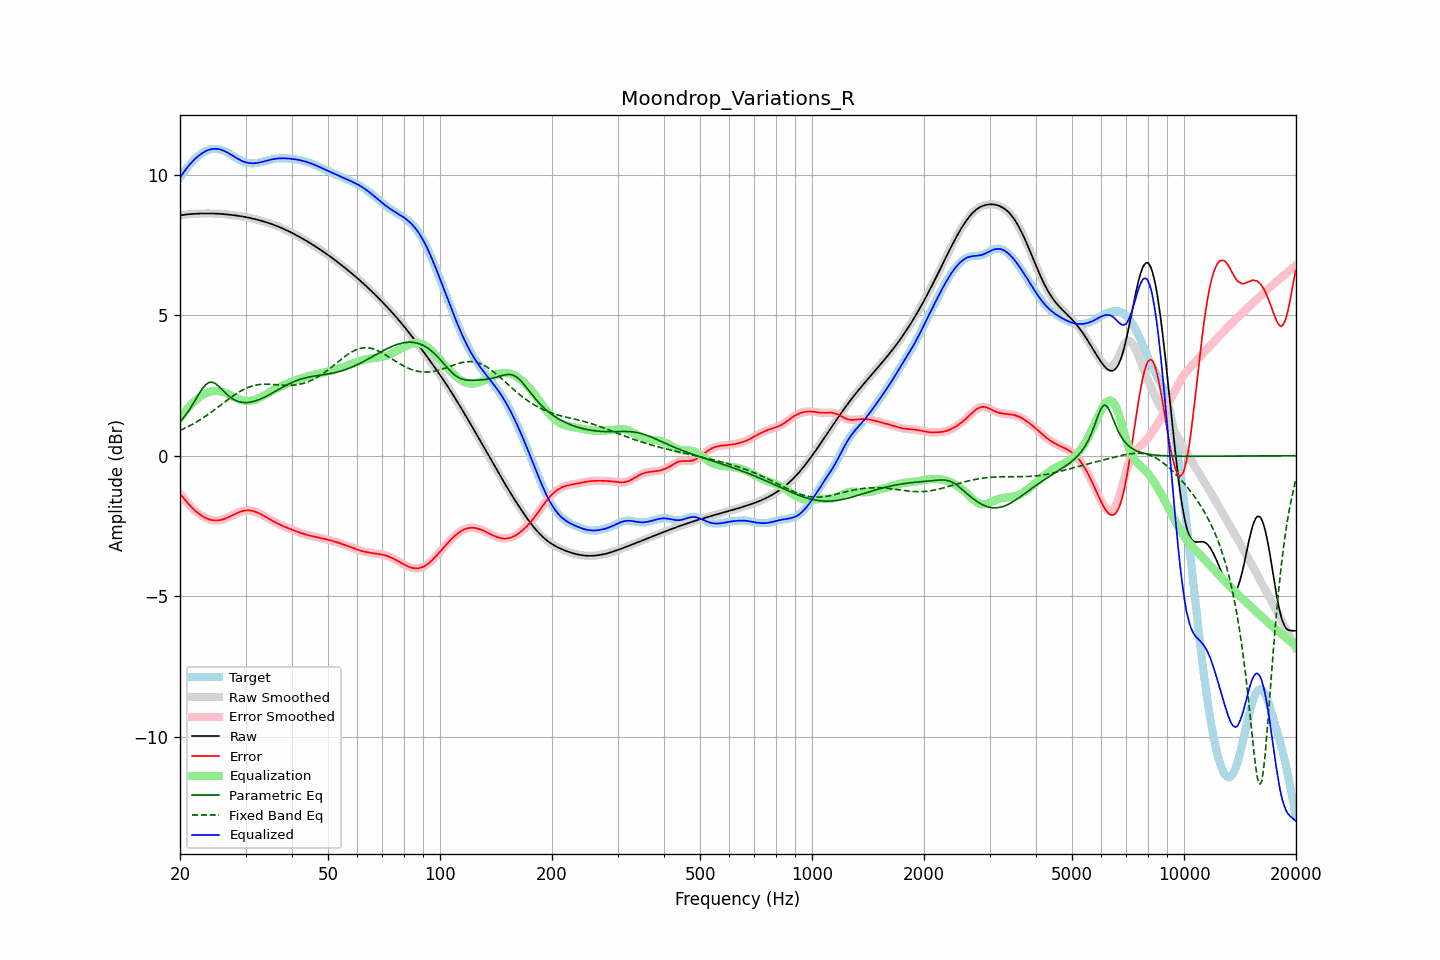 Moondrop_Variations_R
Amplitude (dBr)
10
5
0
−5
−10
Target
Raw Smoothed
Error Smoothed
Raw
Error
Equalization
Parametric Eq
Fixed Band Eq
Equalized
20 50 100 200 500 1000 2000 5000 10000 20000
Frequency (Hz)